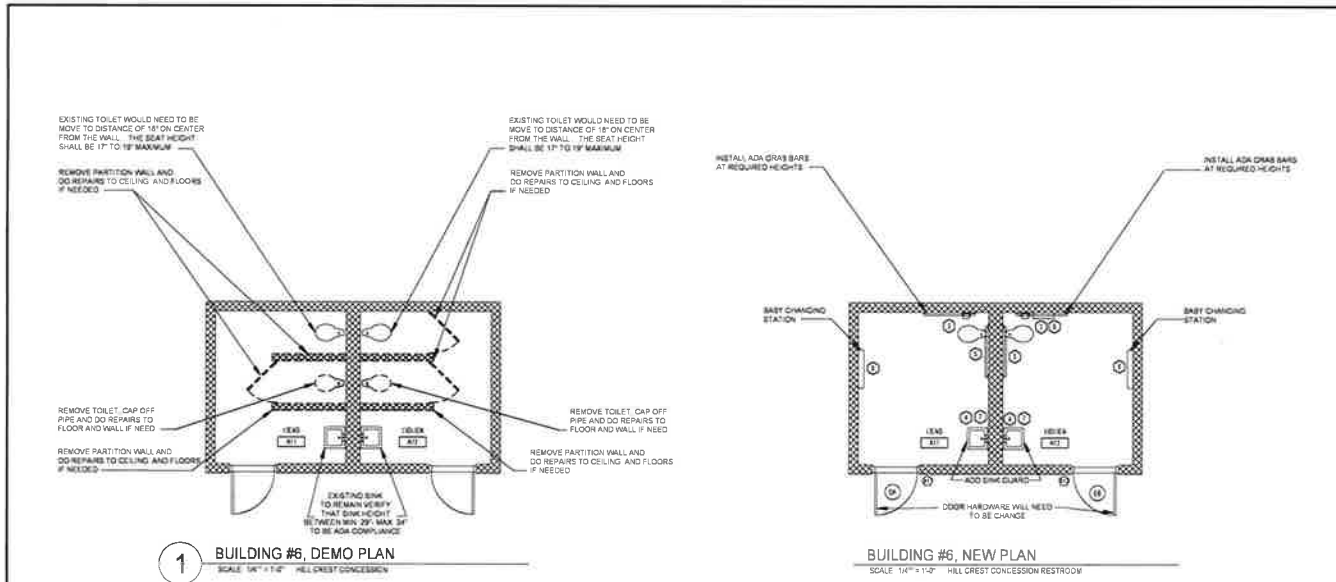 EXISTING TOILET WOULD NEED TO BE
MOVE TO DISTANCE OF 18" ON CENTER
FROM THE WALL. THE SEAT HEIGHT
SHALL BE 17" TO 19" MAXIMUM
REMOVE PARTITION WALL AND
DO REPAIRS TO CEILING AND FLOORS
IF NEEDED
EXISTING TOILET WOULD NEED TO BE
MOVE TO DISTANCE OF 18" ON CENTER
FROM THE WALL. THE SEAT HEIGHT
SHALL BE 17" TO 19" MAXIMUM
REMOVE PARTITION WALL AND
DO REPAIRS TO CEILING AND FLOORS
IF NEEDED
REMOVE TOILET, CAP OFF
PIPE AND DO REPAIRS TO
FLOOR AND WALL IF NEED
REMOVE PARTITION WALL AND
DO REPAIRS TO CEILING AND FLOORS
IF NEEDED
REMOVE TOILET, CAP OFF
PIPE AND DO REPAIRS TO
FLOOR AND WALL IF NEED
REMOVE PARTITION WALL AND
DO REPAIRS TO CEILING AND FLOORS
IF NEEDED
EXISTING SINK
TO REMAIN VERIFY
THAT SINK HEIGHT
BETWEEN MIN. 29"- MAX. 34"
TO BE ADA COMPLIANCE
1
BUILDING #6, DEMO PLAN
SCALE 1/4" = 1'-0" HILL CREST CONCESSION
INSTALL ADA GRAB BARS
AT REQUIRED HEIGHTS
INSTALL ADA GRAB BARS
AT REQUIRED HEIGHTS
BABY CHANGING
STATION
BABY CHANGING
STATION
ADD SINK GUARD
DOOR HARDWARE WILL NEED
TO BE CHANGE
BUILDING #6, NEW PLAN
SCALE 1/4" = 1'-0" HILL CREST CONCESSION RESTROOM